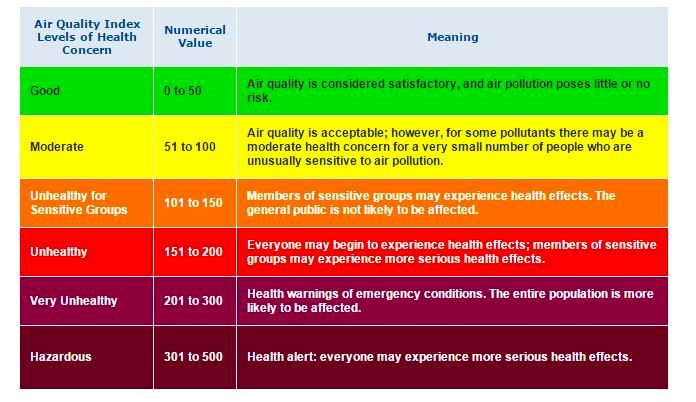 Air Quality Index
Levels of Health
Concern
Numerical
Value
Meaning
Good
0 to 50
Air quality is considered satisfactory, and air pollution poses little or no
risk.
Moderate
51 to 100
Air quality is acceptable; however, for some pollutants there may be a
moderate health concern for a very small number of people who are
unusually sensitive to air pollution.
Unhealthy for
Sensitive Groups
101 to 150
Members of sensitive groups may experience health effects. The
general public is not likely to be affected.
Unhealthy
151 to 200
Everyone may begin to experience health effects; members of sensitive
groups may experience more serious health effects.
Very Unhealthy
201 to 300
Health warnings of emergency conditions. The entire population is more
likely to be affected.
Hazardous
301 to 500
Health alert: everyone may experience more serious health effects.